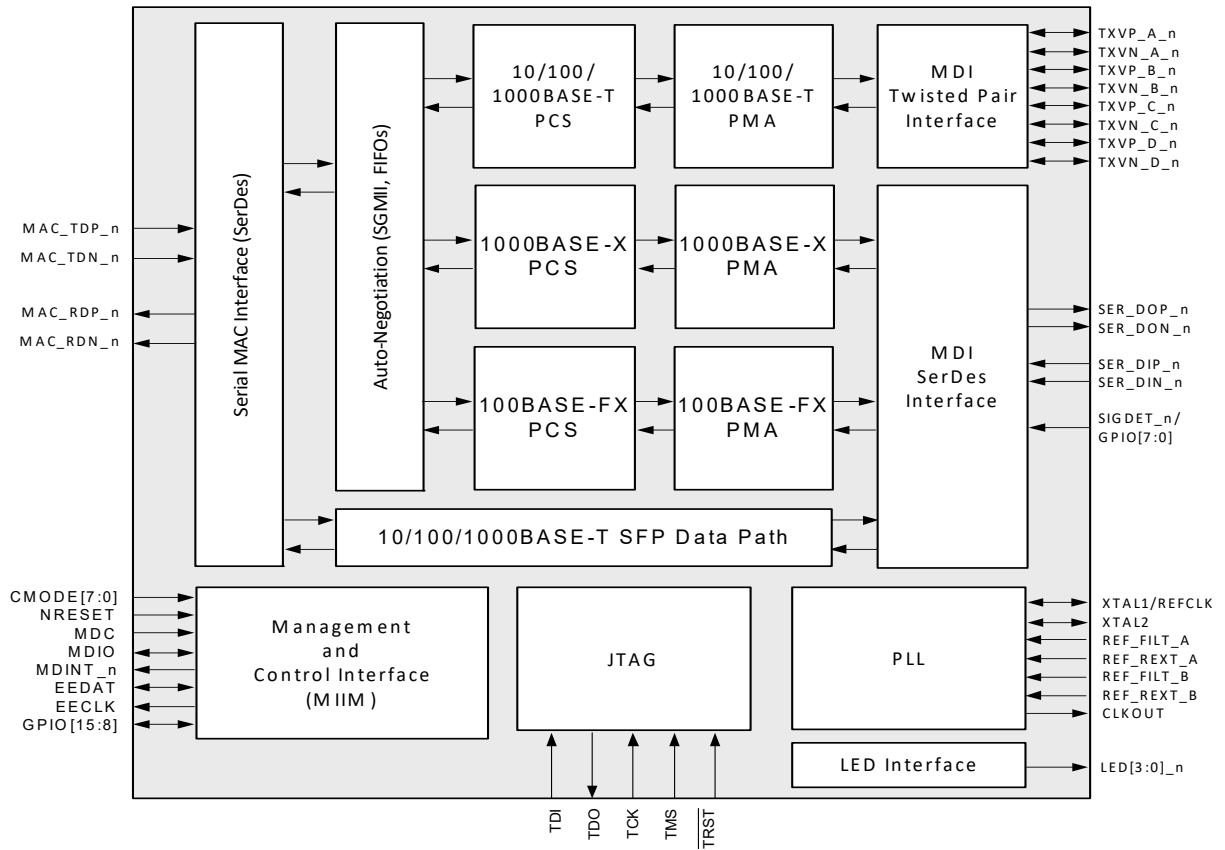 MAC_TDP_n
MAC_TDN_n
MAC_RDP_n
MAC_RDN_n
Serial MAC Interface (SerDes)
Auto-Negotiation (SGMII, FIFOs)
10/100/
1000BASE-T
PCS
10/100/
1000BASE-T
PMA
MDI
Twisted Pair
Interface
TXVP_A_n
TXVN_A_n
TXVP_B_n
TXVN_B_n
TXVP_C_n
TXVN_C_n
TXVP_D_n
TXVN_D_n
1000BASE-X
PCS
1000BASE-X
PMA
100BASE-FX
PCS
100BASE-FX
PMA
MDI
SerDes
Interface
SER_DOP_n
SER_DON_n
SER_DIP_n
SER_DIN_n
SIGDET_n/
GPIO[7:0]
10/100/1000BASE-T SFP Data Path
CMODE[7:0]
NRESET
MDC
MDIO
MDINT_n
EEDAT
EECLK
GPIO[15:8]
Management
and
Control Interface
(MIIM)
JTAG
PLL
XTAL1/REFCLK
XTAL2
REF_FILT_A
REF_REXT_A
REF_FILT_B
REF_REXT_B
CLKOUT
LED Interface
LED[3:0]_n
TDI
TDO
TCK
TMS
TRST